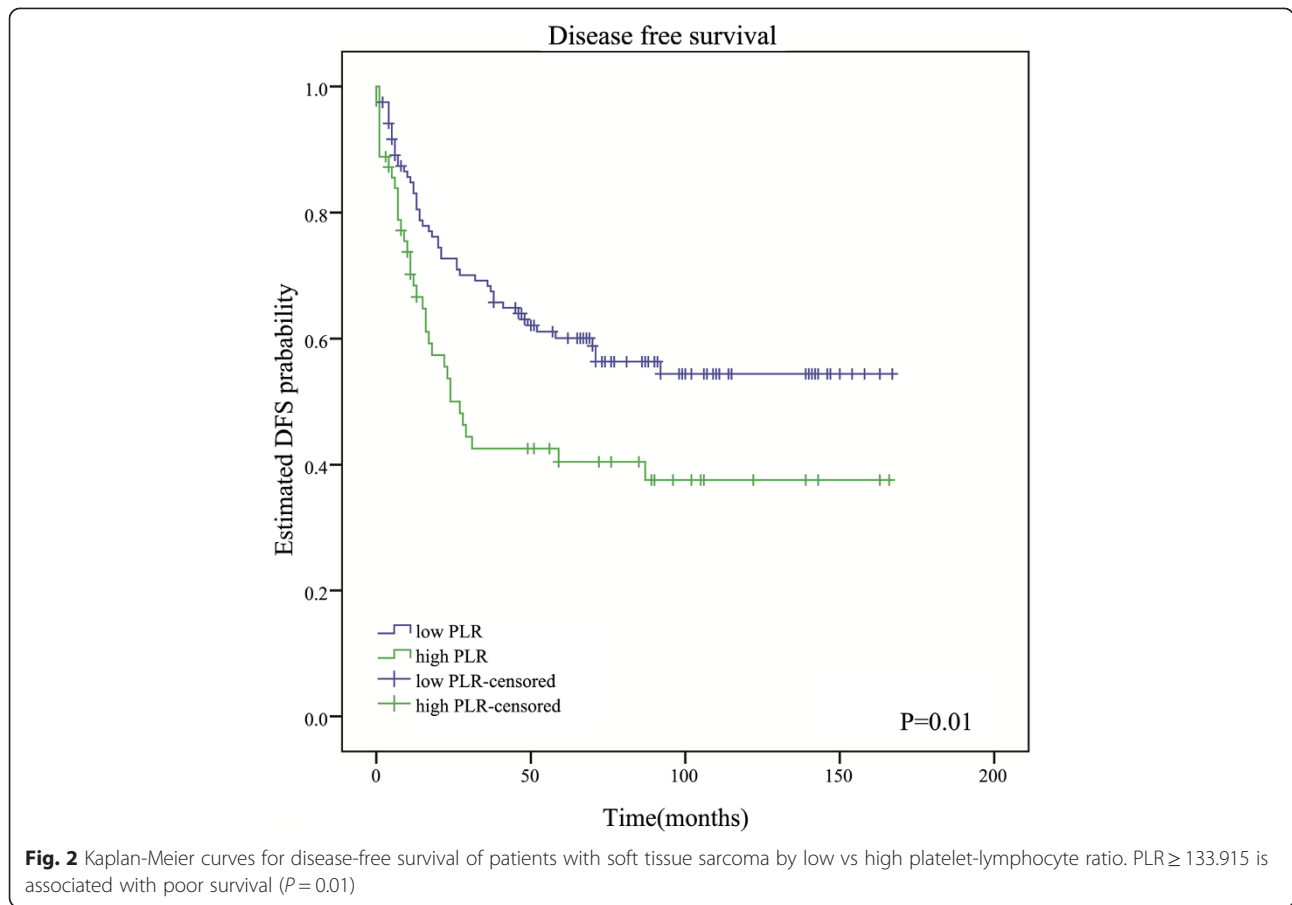 Disease free survival
Estimated DFS prabability
1.0
0.8
0.6
0.4
0.2
0.0
low PLR
high PLR
low PLR-censored
high PLR-censored
P=0.01
0 50 100 150 200
Time(months)
Fig. 2 Kaplan-Meier curves for disease-free survival of patients with soft tissue sarcoma by low vs high platelet-lymphocyte ratio. PLR ≥ 133.915 is
associated with poor survival (P = 0.01)